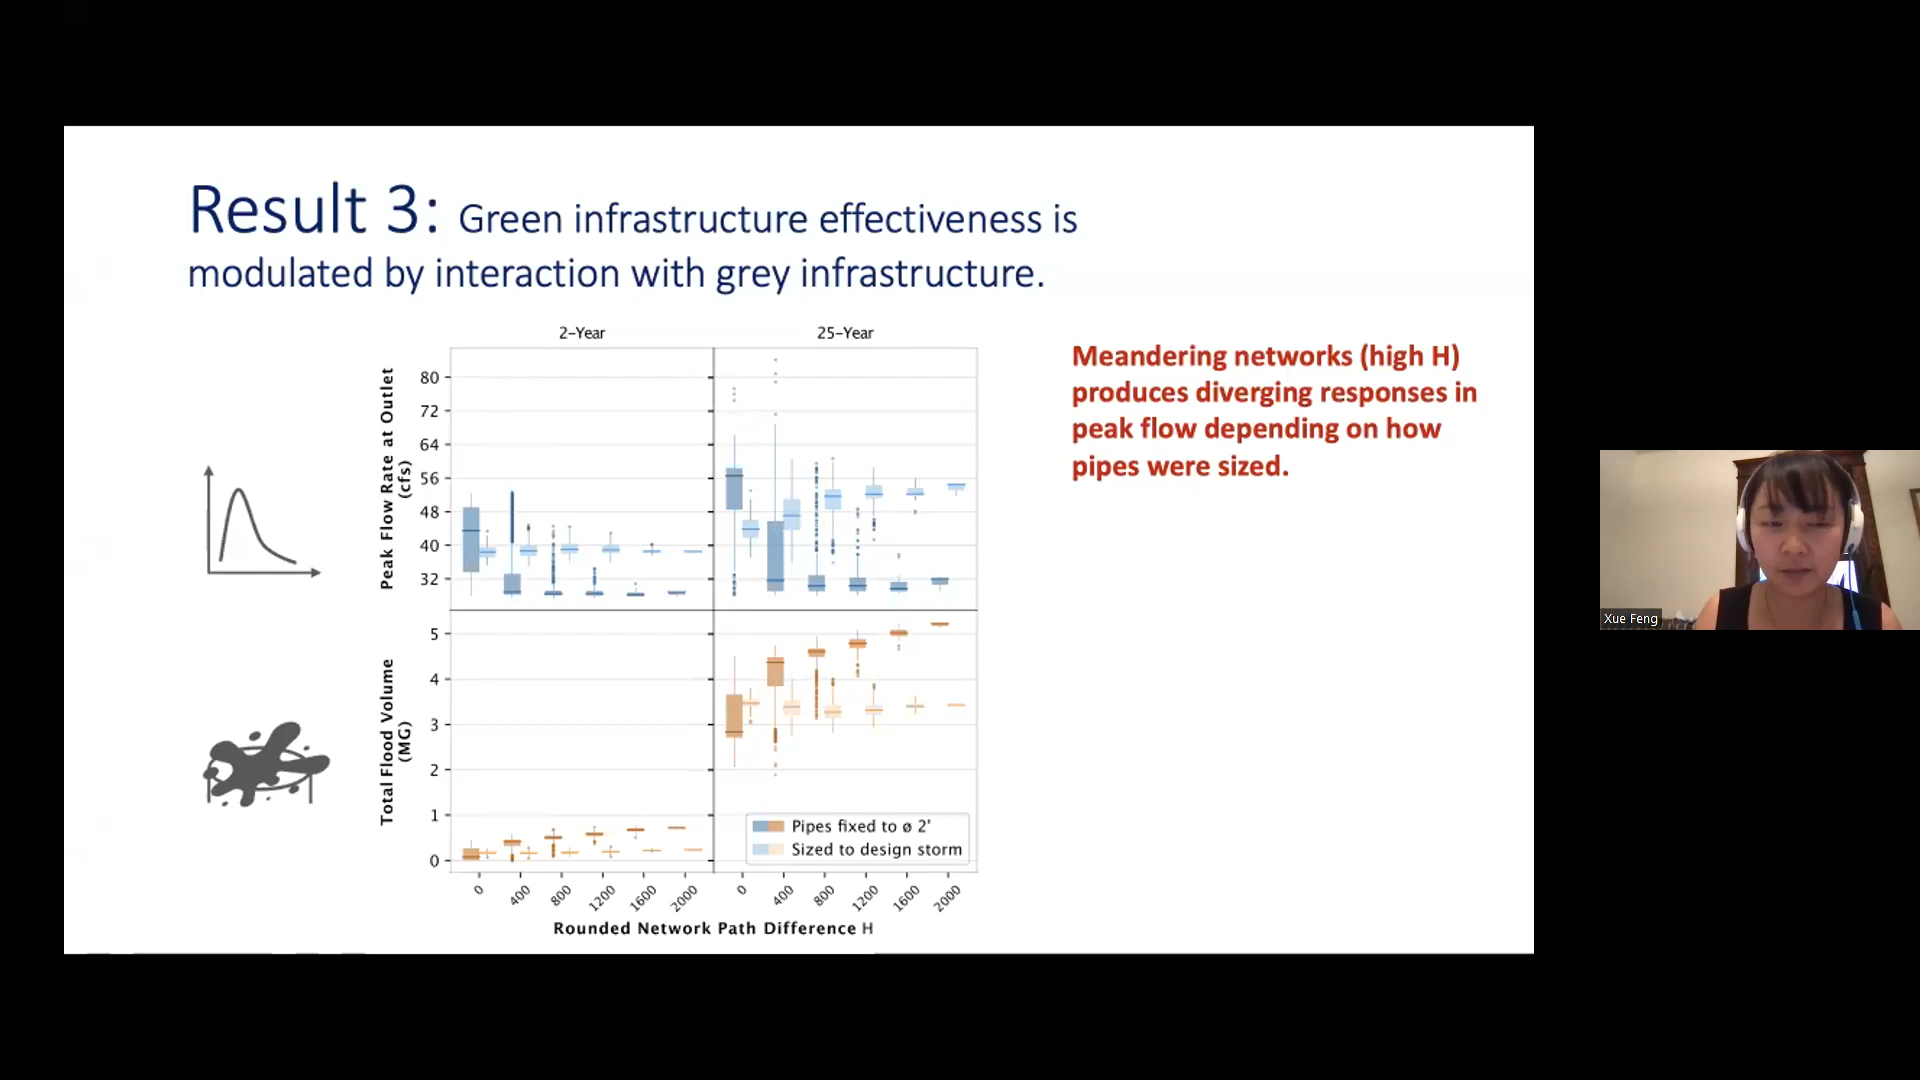 Result 3: Green infrastructure effectiveness is
modulated by interaction with grey infrastructure.
2-Year
25-Year
Peak Flow Rate at Outlet
(cfs)
80
72
64
56
48
40
32
Total Flood Volume
(MG)
5
4
3
2
1
0
Pipes fixed to ø 2'
Sized to design storm
0 400 800 1200 1600 2000
0 400 800 1200 1600 2000
Rounded Network Path Difference H
Meandering networks (high H)
produces diverging responses in
peak flow depending on how
pipes were sized.
Xue Feng